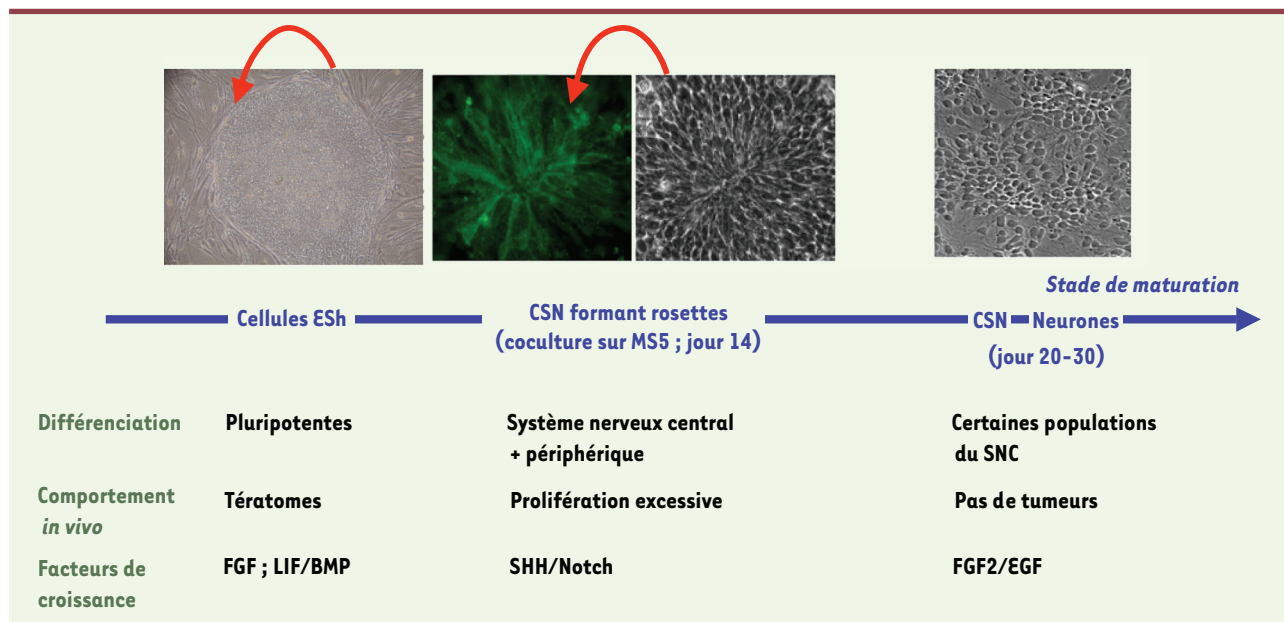 Stade de maturation
Cellules ESh
CSN formant rosettes
(coculture sur MS5 ; jour 14)
CSN Neurones
(jour 20-30)
Différenciation
Pluripotentes
Système nerveux central
+ périphérique
Certaines populations
du SNC
Comportement
in vivo
Tératomes
Prolifération excessive
Pas de tumeurs
Facteurs de
croissance
FGF ; LIF/BMP
SHH/Notch
FGF2/EGF